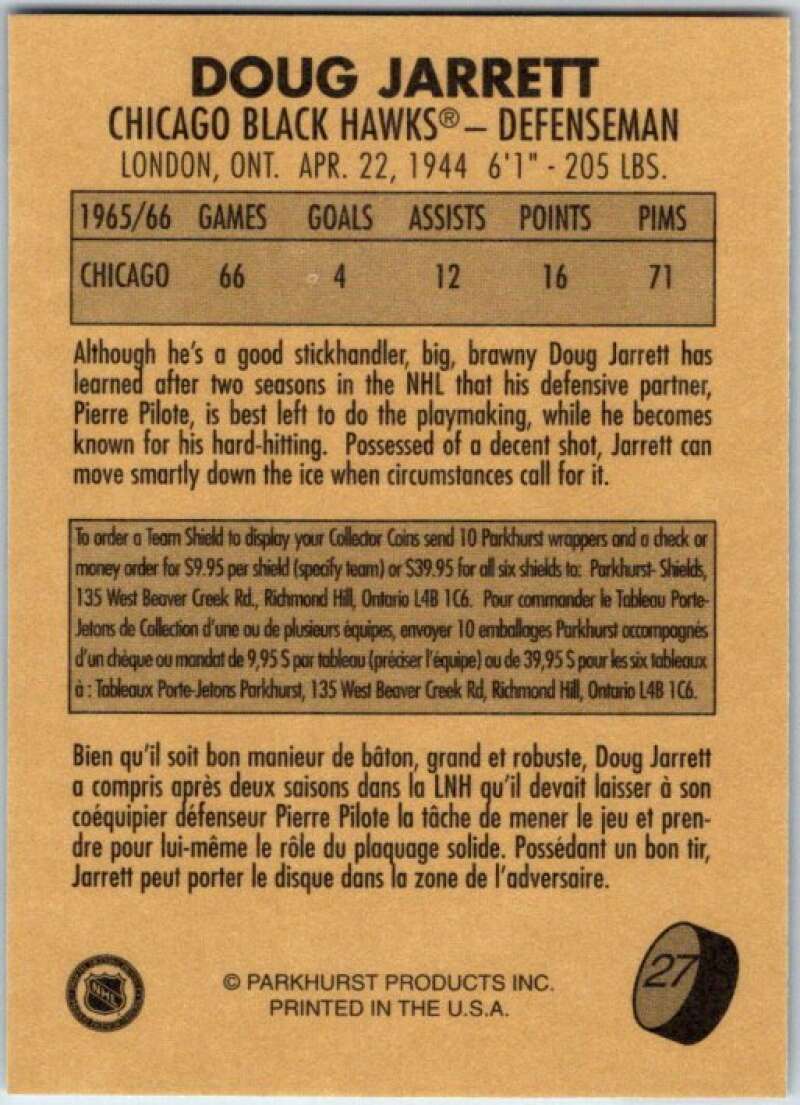 DOUG JARRETT
CHICAGO BLACK HAWKS® – DEFENSEMAN
LONDON, ONT. APR. 22, 1944 6'1" - 205 LBS.
1965/66 GAMES GOALS ASSISTS POINTS PIMS
CHICAGO 66 4 12 16 71
Although he's a good stickhandler, big, brawny Doug Jarrett has
learned after two seasons in the NHL that his defensive partner,
Pierre Pilote, is best left to do the playmaking, while he becomes
known for his hard-hitting. Possessed of a decent shot, Jarrett can
move smartly down the ice when circumstances call for it.
To order a Team Shield to display your Collector Coins send 10 Parkhurst wrappers and a check or
money order for $9.95 per shield (specify team) or $39.95 for all six shields to: Parkhurst- Shields,
135 West Beaver Creek Rd., Richmond Hill, Ontario L4B 1C6. Pour commander le Tableau Porte-
Jetons de Collection d'une ou de plusieurs équipes, envoyer 10 emballages Parkhurst accompagnés
d'un chèque ou mandat de 9,95 $ par tableau (préciser l'équipe) ou de 39,95 $ pour les six tableaux
à : Tableaux Porte-Jetons Parkhurst, 135 West Beaver Creek Rd, Richmond Hill, Ontario L4B 1C6.
Bien qu'il soit bon manieur de bâton, grand et robuste, Doug Jarrett
a compris après deux saisons dans la LNH qu'il devait laisser à son
coéquipier défenseur Pierre Pilote la tâche de mener le jeu et pren-
dre pour lui-même le rôle du plaquage solide. Possédant un bon tir,
Jarrett peut porter le disque dans la zone de l'adversaire.
NHL
© PARKHURST PRODUCTS INC.
PRINTED IN THE U.S.A.
27